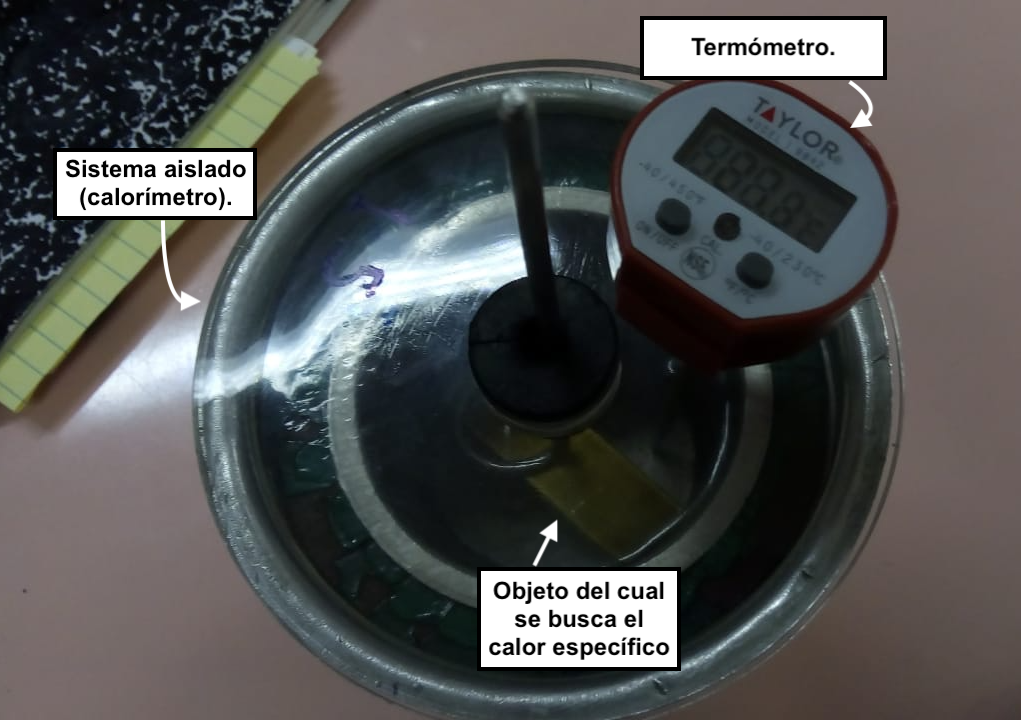 Termómetro.
Sistema aislado
(calorímetro).
TAYLOR
-40/450°F
-40/230°C
ON/OFF
CAL
NSF
°F/°C
Objeto del cual
se busca el
calor específico